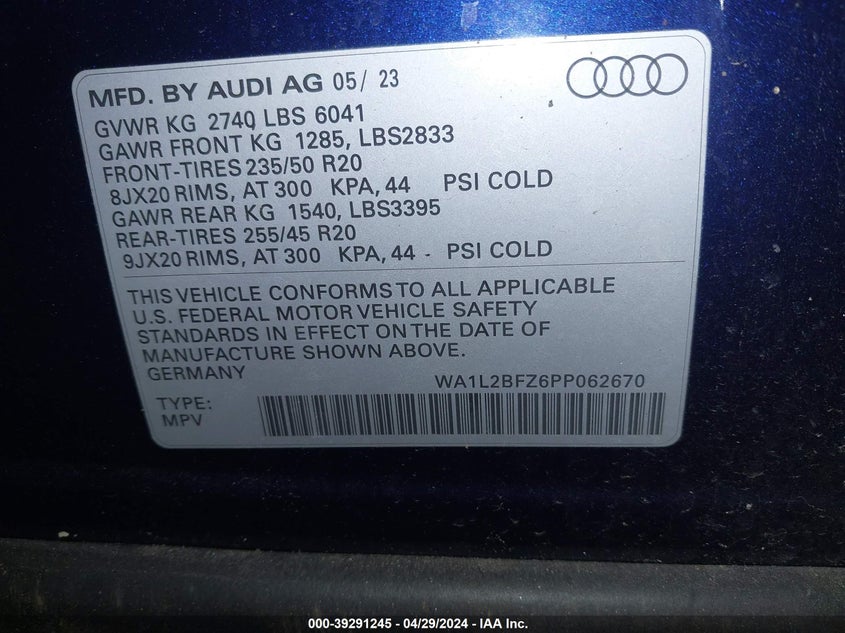 MFD. BY AUDI AG 05/ 23
GVWR KG 2740 LBS 6041
GAWR FRONT KG 1285, LBS2833
FRONT-TIRES 235/50 R20
8JX20 RIMS, AT 300 KPA, 44 PSI COLD
GAWR REAR KG 1540, LBS3395
REAR-TIRES 255/45 R20
9JX20 RIMS, AT 300 KPA, 44 - PSI COLD
THIS VEHICLE CONFORMS TO ALL APPLICABLE
U.S. FEDERAL MOTOR VEHICLE SAFETY
STANDARDS IN EFFECT ON THE DATE OF
MANUFACTURE SHOWN ABOVE.
GERMANY WA1L2BFZ6PP062670
TYPE:
MPV
000-39291245 - 04/29/2024 - IAA Inc.